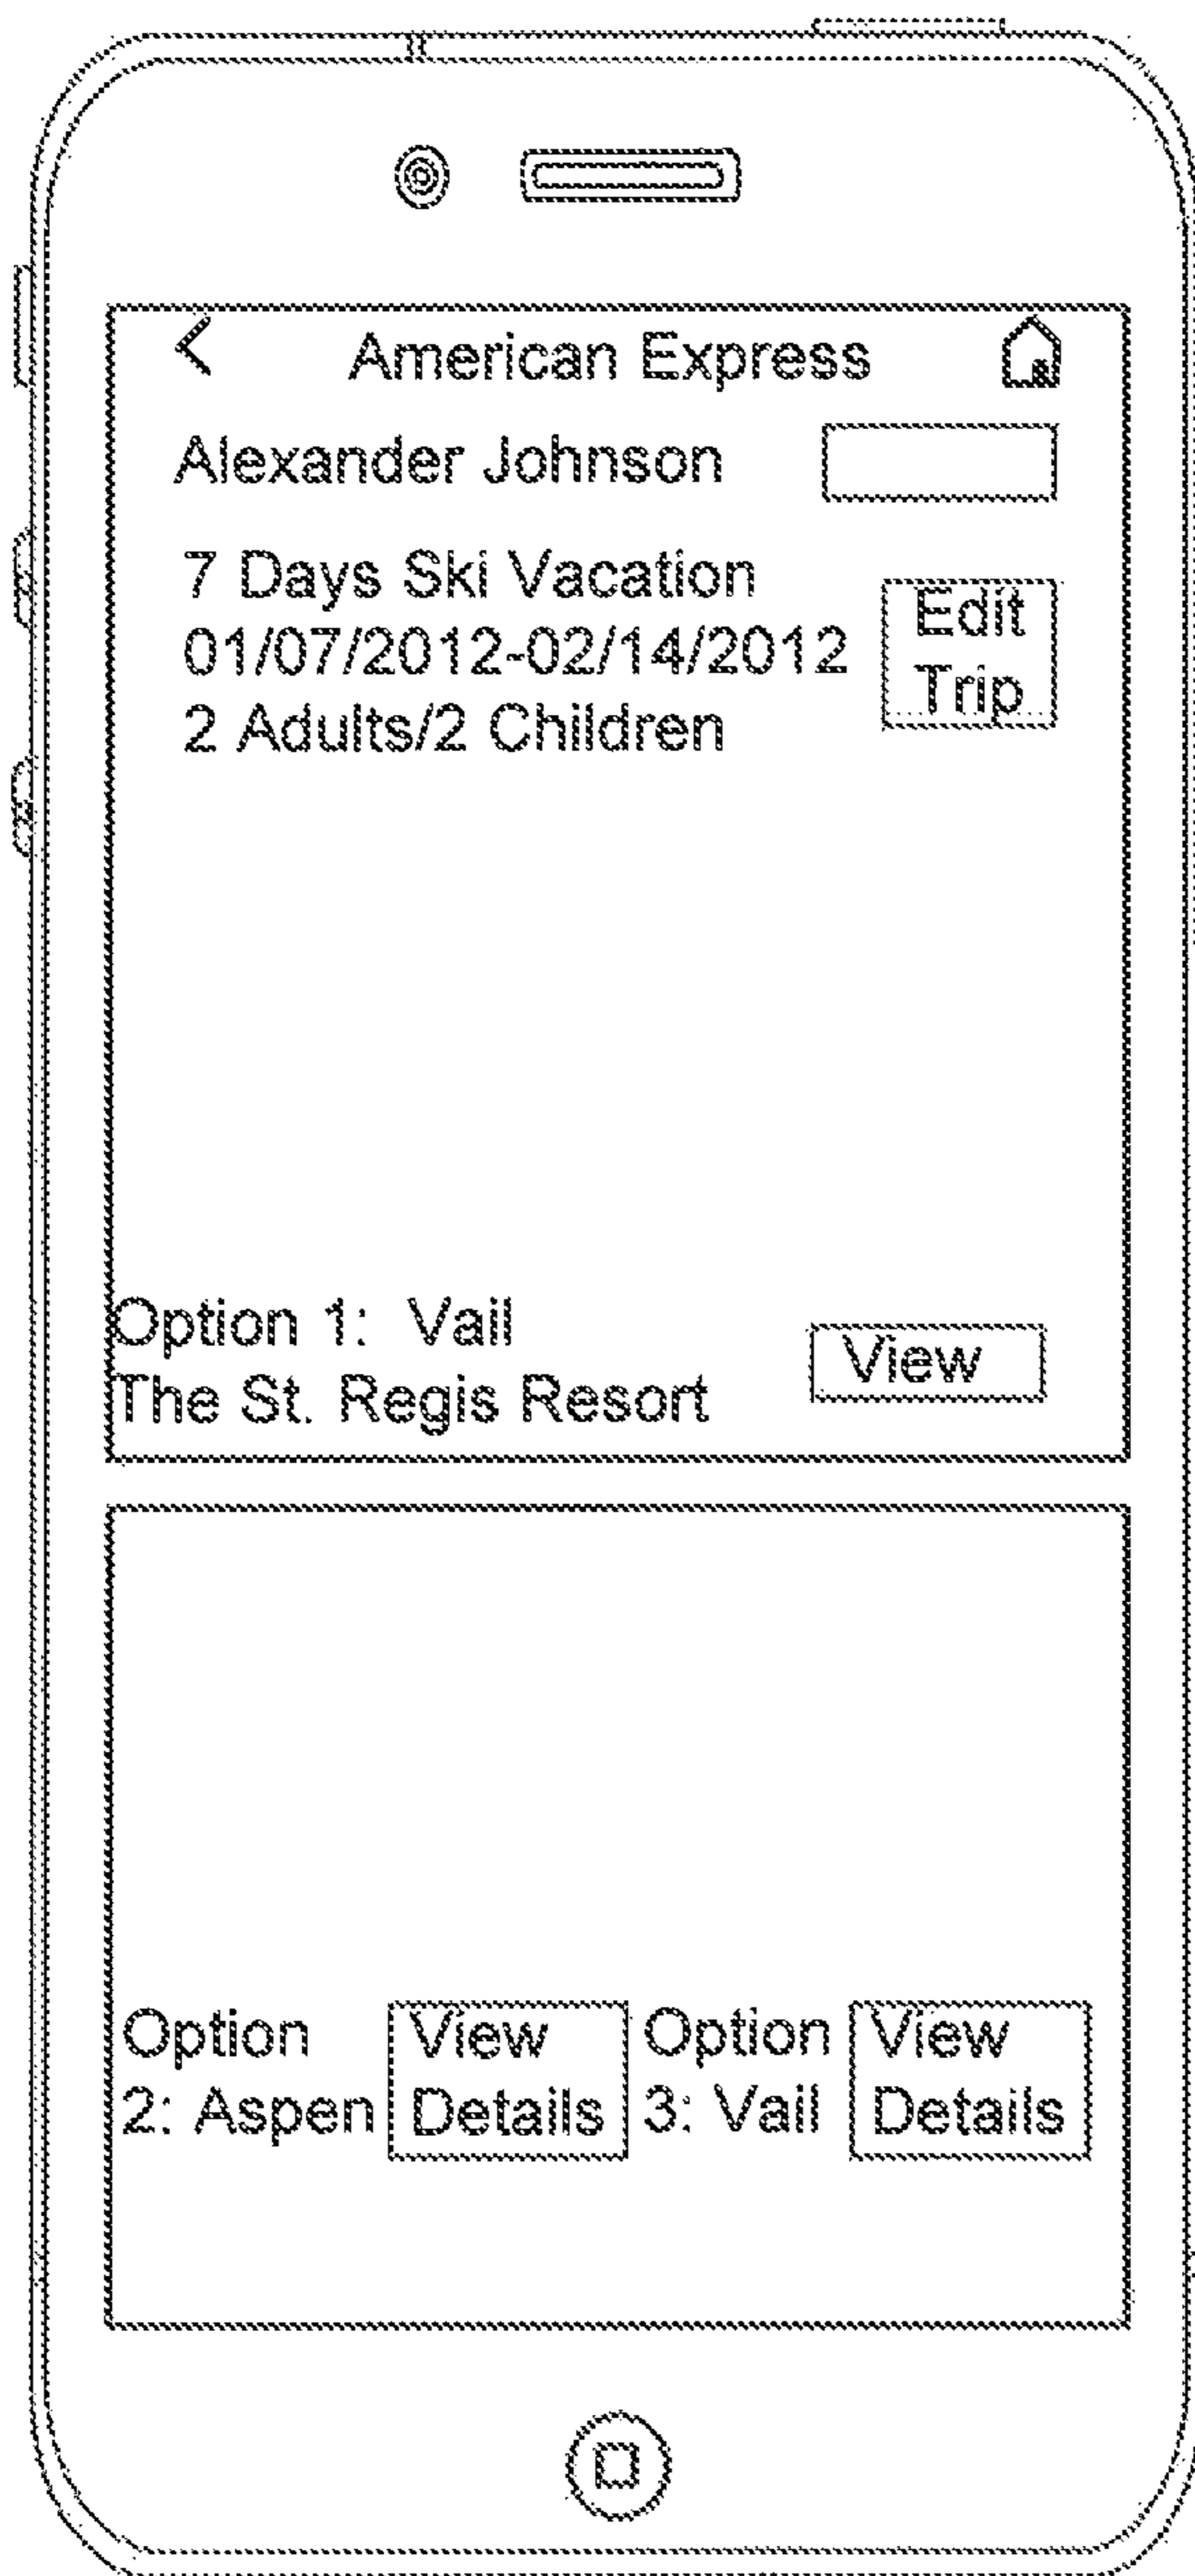 American Express
Alexander Johnson
7 Days Ski Vacation
01/07/2012-02/14/2012
2 Adults/2 Children
Edit
Trip
Option 1: Vail
The St. Regis Resort
View
Option
2: Aspen
View
Details
Option
3: Vail
View
Details